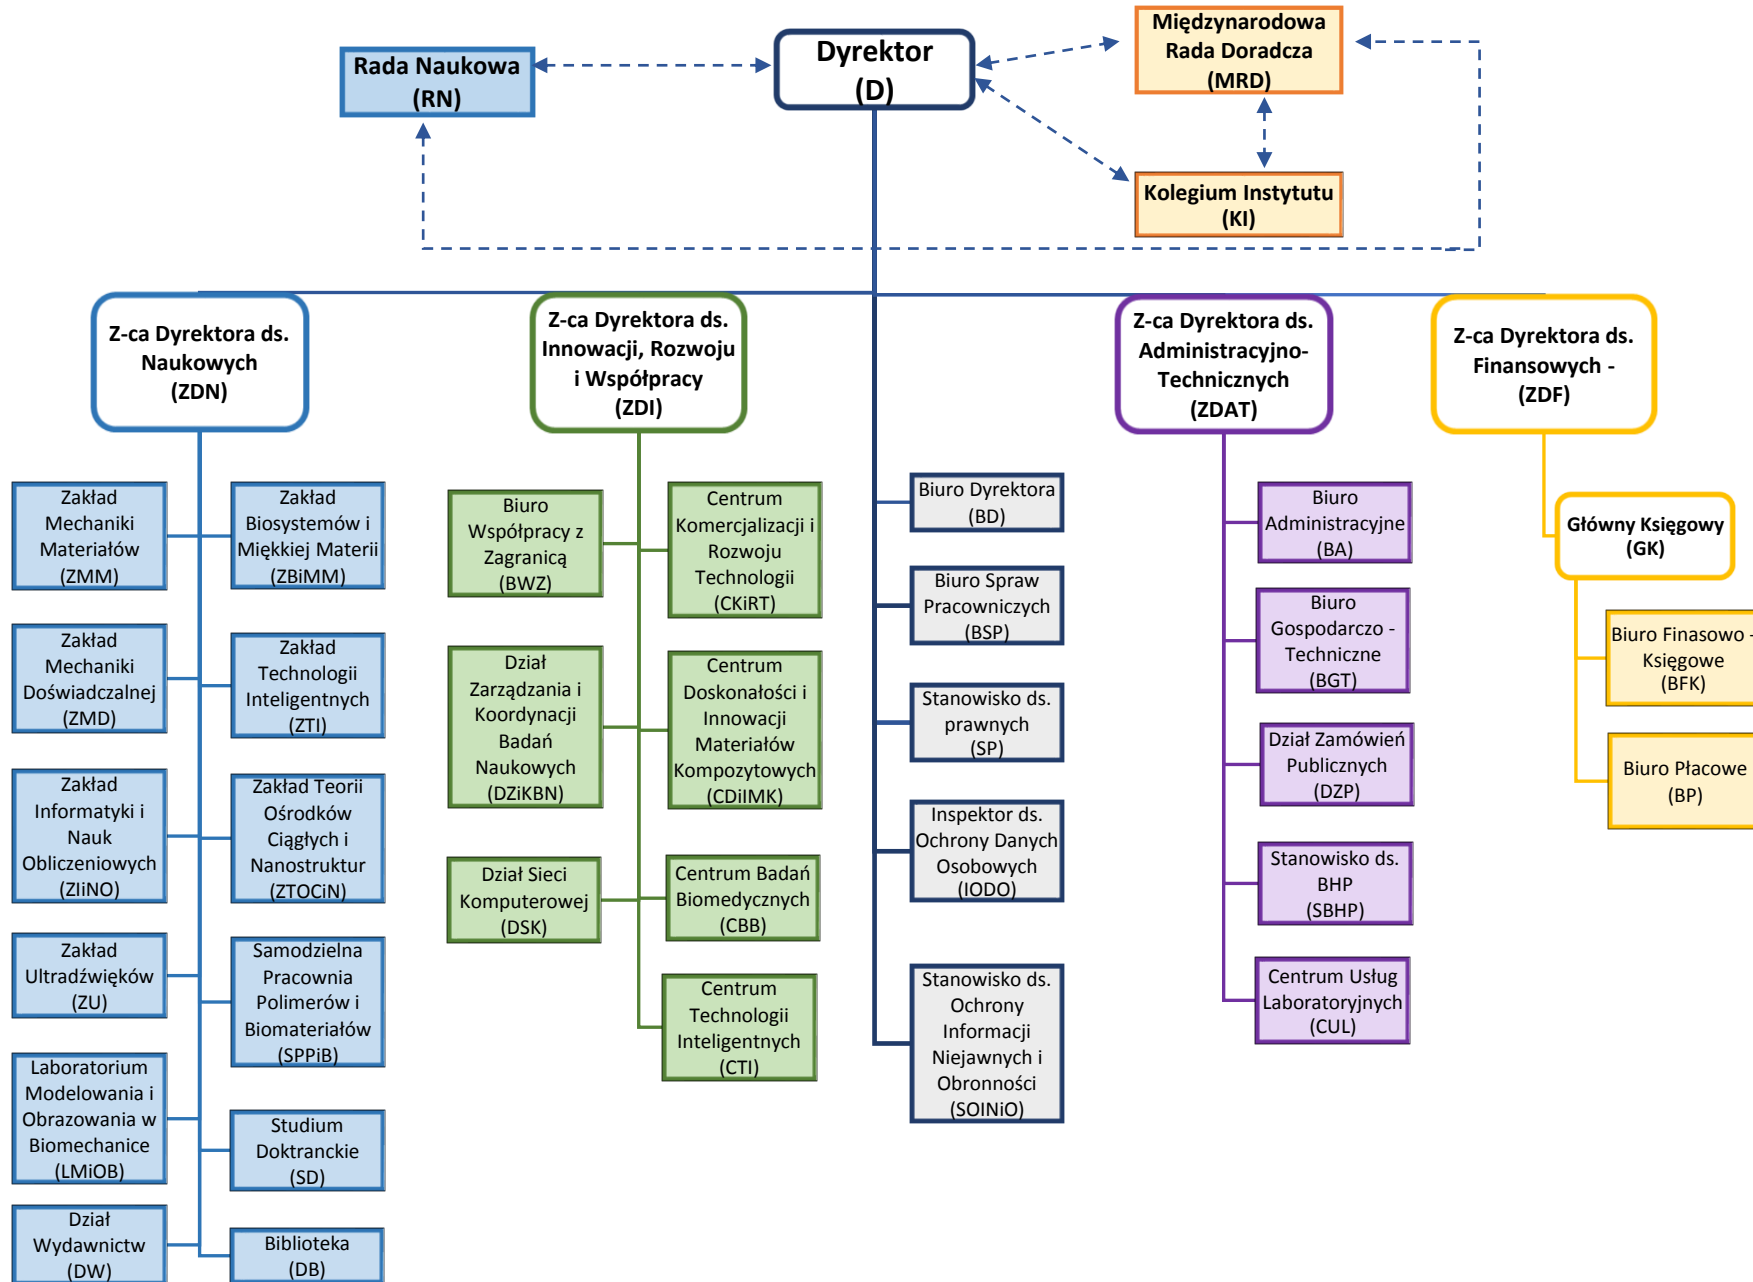 Rada Naukowa
(RN)
Dyrektor
(D)
Międzynarodowa
Rada Doradcza
(MRD)
Kolegium Instytutu
(KI)
Z-ca Dyrektora ds.
Naukowych
(ZDN)
Z-ca Dyrektora ds.
Innowacji, Rozwoju
i Współpracy
(ZDI)
Z-ca Dyrektora ds.
Administracyjno-
Technicznych
(ZDAT)
Z-ca Dyrektora ds.
Finansowych -
(ZDF)
Zakład
Mechaniki
Materiałów
(ZMM)
Zakład
Biosystemów i
Miękkiej Materii
(ZBiMM)
Zakład
Mechaniki
Doświadczalnej
(ZMD)
Zakład
Technologii
Inteligentnych
(ZTI)
Zakład
Informatyki i
Nauk
Obliczeniowych
(ZIiNO)
Zakład Teorii
Ośrodków
Ciągłych i
Nanostruktur
(ZTOCiN)
Zakład
Ultradźwięków
(ZU)
Samodzielna
Pracownia
Polimerów i
Biomateriałów
(SPPiB)
Laboratorium
Modelowania i
Obrazowania w
Biomechanice
(LMiOB)
Studium
Doktranckie
(SD)
Dział
Wydawnictw
(DW)
Biblioteka
(DB)
Biuro
Współpracy z
Zagranicą
(BWZ)
Centrum
Komercjalizacji i
Rozwoju
Technologii
(CKiRT)
Dział
Zarządzania i
Koordynacji
Badań
Naukowych
(DZiKBN)
Centrum
Doskonałości i
Innowacji
Materiałów
Kompozytowych
(CDiIMK)
Dział Sieci
Komputerowej
(DSK)
Centrum Badań
Biomedycznych
(CBB)
Centrum
Technologii
Inteligentnych
(CTI)
Biuro Dyrektora
(BD)
Biuro Spraw
Pracowniczych
(BSP)
Stanowisko ds.
prawnych
(SP)
Inspektor ds.
Ochrony Danych
Osobowych
(IODO)
Stanowisko ds.
Ochrony
Informacji
Niejawnych i
Obronności
(SOINiO)
Biuro
Administracyjne
(BA)
Biuro
Gospodarczo -
Techniczne
(BGT)
Dział Zamówień
Publicznych
(DZP)
Stanowisko ds.
BHP
(SBHP)
Centrum Usług
Laboratoryjnych
(CUL)
Główny Księgowy
(GK)
Biuro Finasowo -
Księgowe
(BFK)
Biuro Płacowe
(BP)